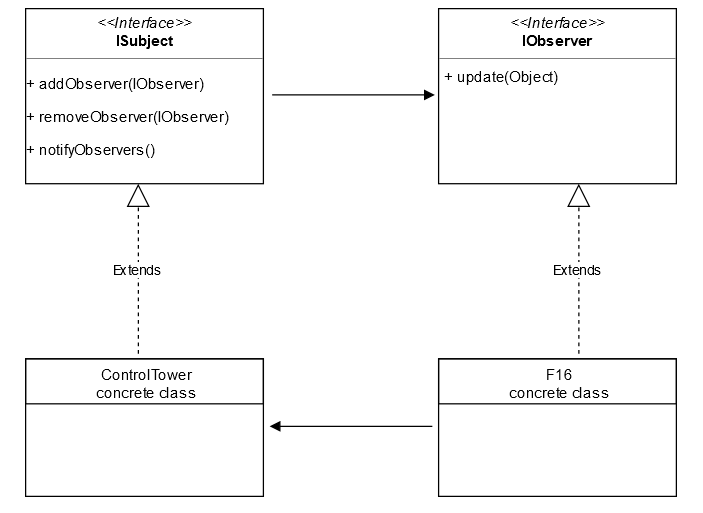 <<Interface>>
ISubject
+ addObserver(IObserver)
+ removeObserver(IObserver)
+ notifyObservers()
<<Interface>>
IObserver
+ update(Object)
Extends
Extends
ControlTower
concrete class
F16
concrete class